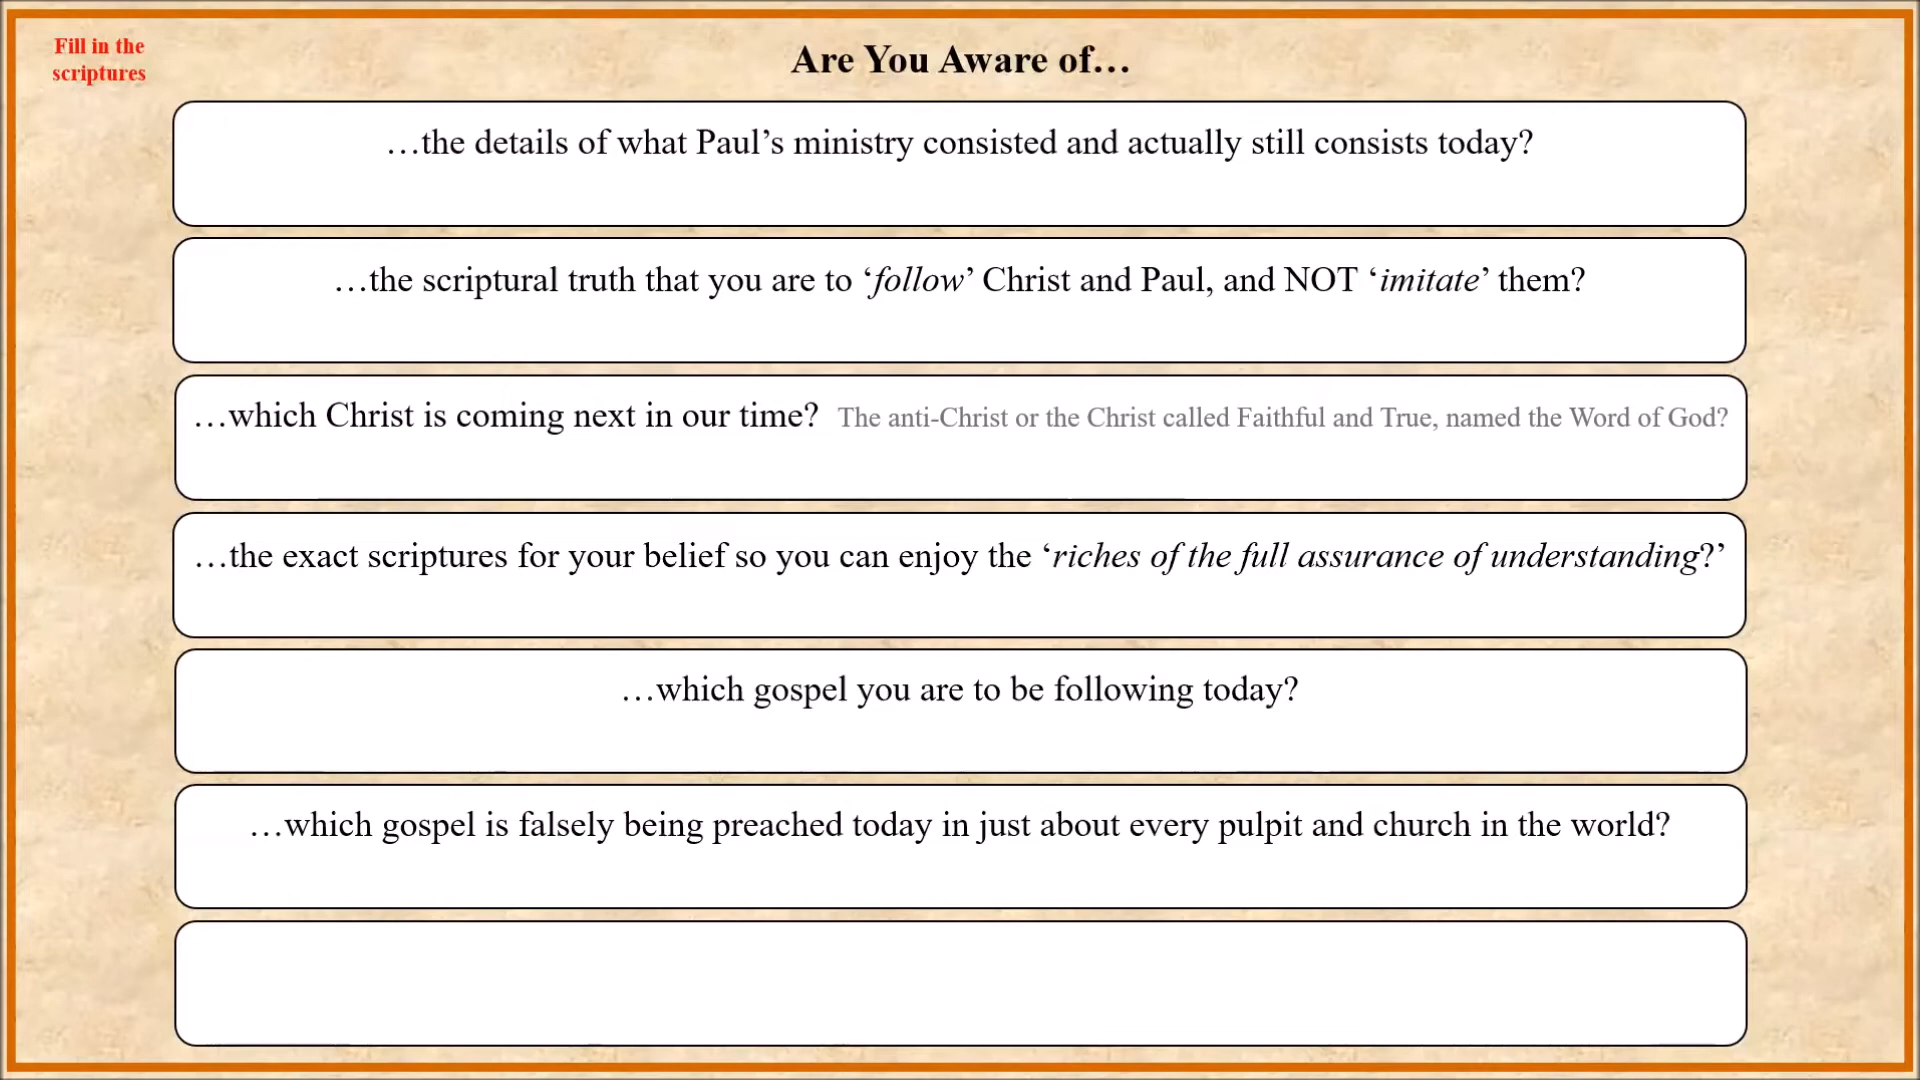 Fill in the
scriptures
Are You Aware of…
…the details of what Paul’s ministry consisted and actually still consists today?
…the scriptural truth that you are to ‘follow’ Christ and Paul, and NOT ‘imitate’ them?
…which Christ is coming next in our time? The anti-Christ or the Christ called Faithful and True, named the Word of God?
…the exact scriptures for your belief so you can enjoy the ‘riches of the full assurance of understanding?’
…which gospel you are to be following today?
…which gospel is falsely being preached today in just about every pulpit and church in the world?